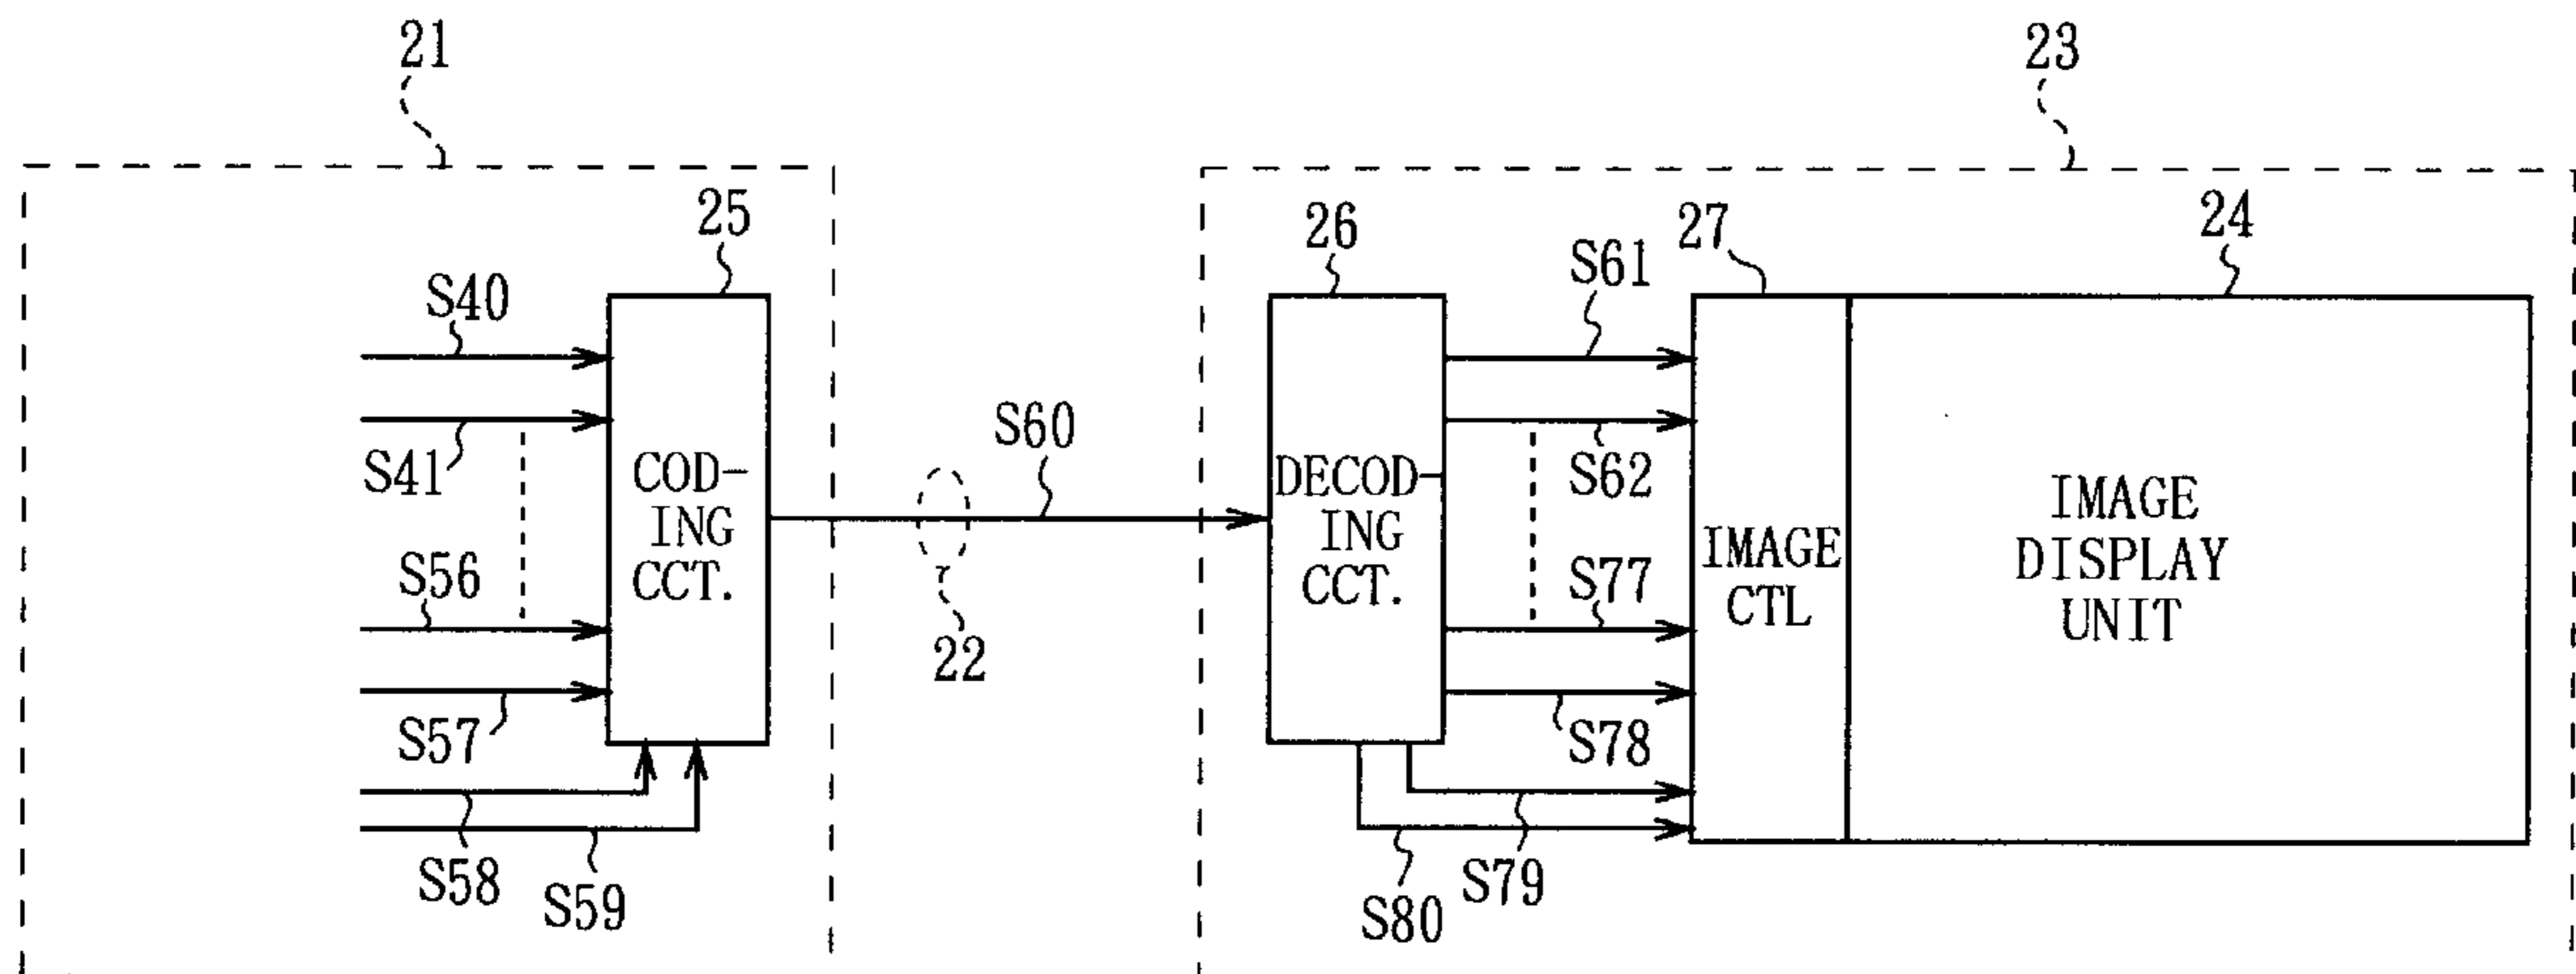 21
23
25
26
27
24
S40
S61
S41
S62
COD-
ING
CCT.
S60
DECOD-
ING
CCT.
IMAGE
CTL
IMAGE
DISPLAY
UNIT
S56
S77
22
S57
S78
S58
S59
S79
S80